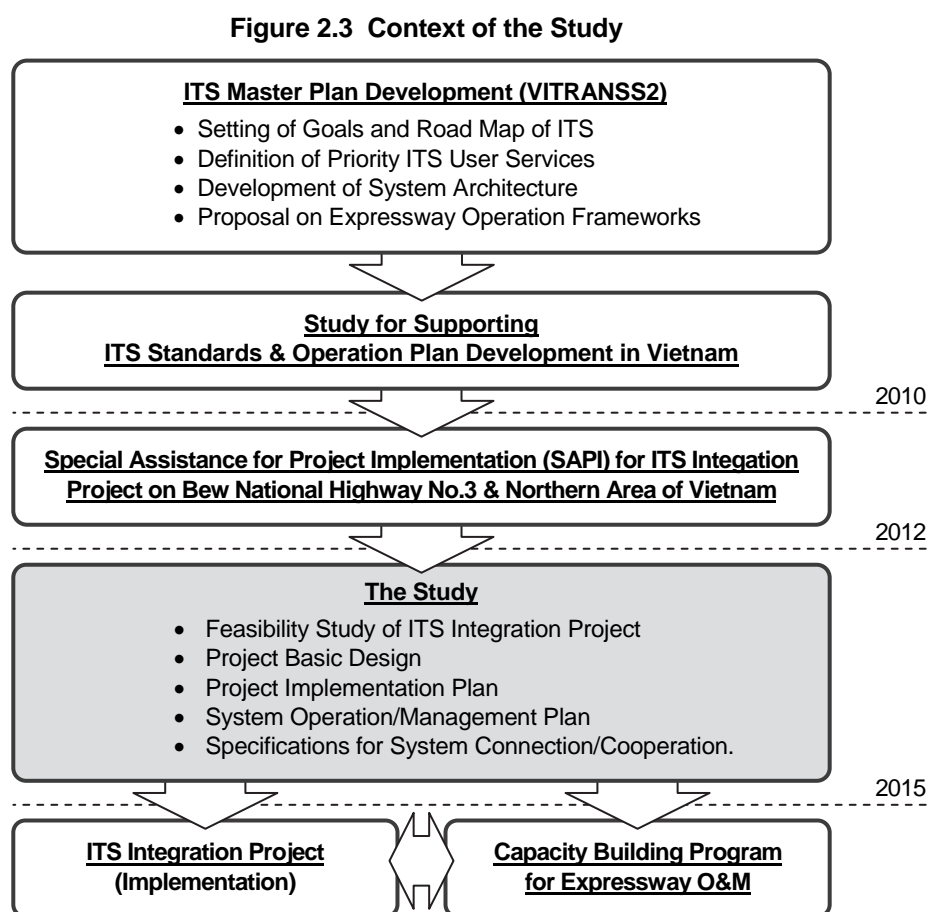 Figure 2.3 Context of the Study
ITS Master Plan Development (VITRANSS2)
• Setting of Goals and Road Map of ITS
• Definition of Priority ITS User Services
• Development of System Architecture
• Proposal on Expressway Operation Frameworks
Study for Supporting
ITS Standards & Operation Plan Development in Vietnam
2010
Special Assistance for Project Implementation (SAPI) for ITS Integation
Project on Bew National Highway No.3 & Northern Area of Vietnam
2012
The Study
• Feasibility Study of ITS Integration Project
• Project Basic Design
• Project Implementation Plan
• System Operation/Management Plan
• Specifications for System Connection/Cooperation.
2015
ITS Integration Project
(Implementation)
Capacity Building Program
for Expressway O&M